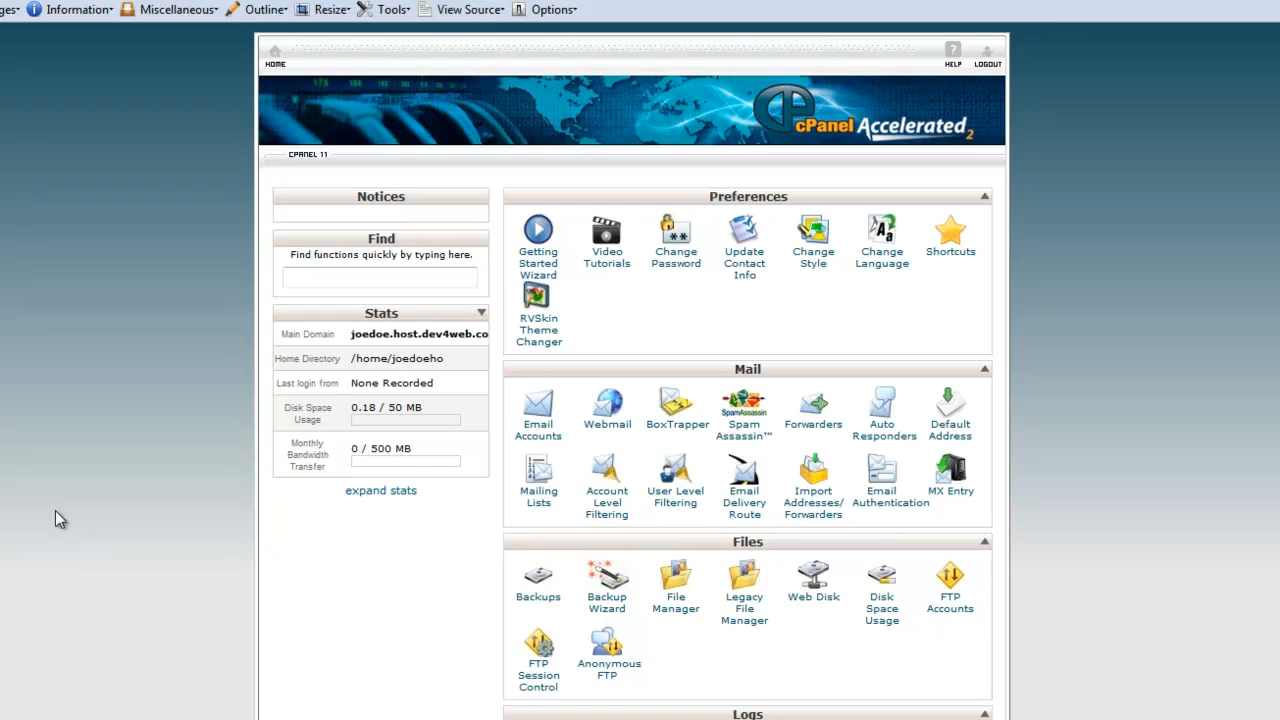 ges▾ Information▾ Miscellaneous▾ Outline▾ Resize▾ Tools▾ View Source▾ Options▾
HOME
HELP
LOGOUT
cPanel Accelerated2
CPANEL 11
Notices
Find
Find functions quickly by typing here.
Stats
Main Domain joedoe.host.dev4web.co
Home Directory /home/joedoeho
Last login from None Recorded
Disk Space
Usage
0.18 / 50 MB
Monthly
Bandwidth
Transfer
0 / 500 MB
expand stats
Preferences
Getting
Started
Wizard
Video
Tutorials
Change
Password
Update
Contact
Info
Change
Style
Change
Language
Shortcuts
RVSkin
Theme
Changer
Mail
Email
Accounts
Webmail
BoxTrapper
SpamAssassin
Spam
Assassin™
Forwarders
Auto
Responders
Default
Address
Mailing
Lists
Account
Level
Filtering
User Level
Filtering
Email
Delivery
Route
Import
Addresses/
Forwarders
Email
Authentication
MX Entry
Files
Backups
Backup
Wizard
File
Manager
Legacy
File
Manager
Web Disk
Disk
Space
Usage
FTP
Accounts
FTP
Session
Control
Anonymous
FTP
Logs